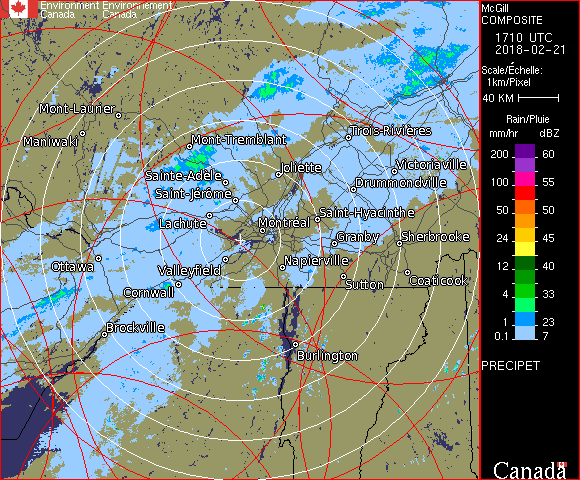 Environment Environnement
Canada Canada
McGill
COMPOSITE
1710 UTC
2018-02-21
Scale/Échelle:
1km/Pixel
40 KM
Rain/Pluie
mm/hr dBZ
200 60
100 55
50 50
24 45
12 40
4 33
1 23
0.1 7
PRECIPET
Canada
Mont-Laurier
Maniwaki
Mont-Tremblant
Trois-Rivières
Joliette
Victoriaville
Sainte-Adèle
Drummondville
Saint-Jérôme
Lachute
Saint-Hyacinthe
Montréal
Granby
Sherbrooke
Ottawa
Valleyfield
Napierville
Sutton
Coaticook
Cornwall
Brockville
Burlington